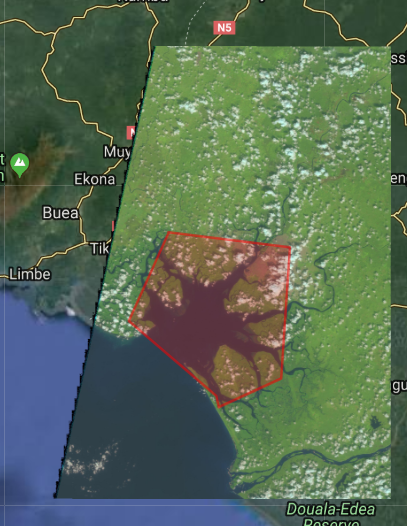 N5
Muy
Ekona
Buea
Tik
Limbe
Douala-Edea
Reserve